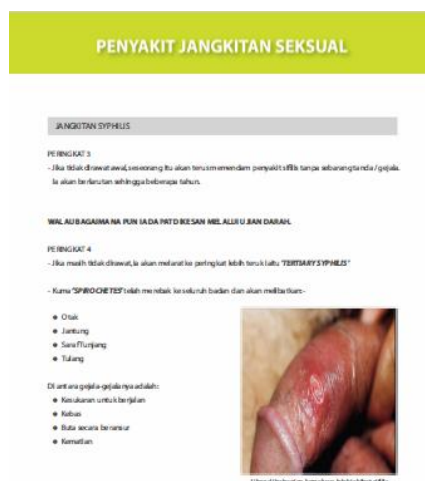 PENYAKIT JANGKITAN SEKSUAL
JANGKITAN SYPHILIS
PERINGKAT 3
- Jika tidak dirawat awal, seseorang itu akan terus memendam penyakit siflis tanpa sebarang tanda / gejala.
Ia akan berlarutan sehingga beberapa tahun.
WALAUBAGAIMANA PUN IA DAPAT DIKESAN MELALUI UJIAN DARAH.
PERINGKAT 4
- Jika masih tidak dirawat, ia akan melarat ke peringkat lebih teruk iaitu "TERTIARY SYPHILIS"
- Kuma "SPIROCHETES" telah merebak ke seluruh badan dan akan melibatkan:-
Otak
Jantung
Saraf Tunjang
Tulang
Di antara gejala-gejalanya adalah:
Kesukaran untuk berjalan
Kebas
Buta secara beransur
Kematian